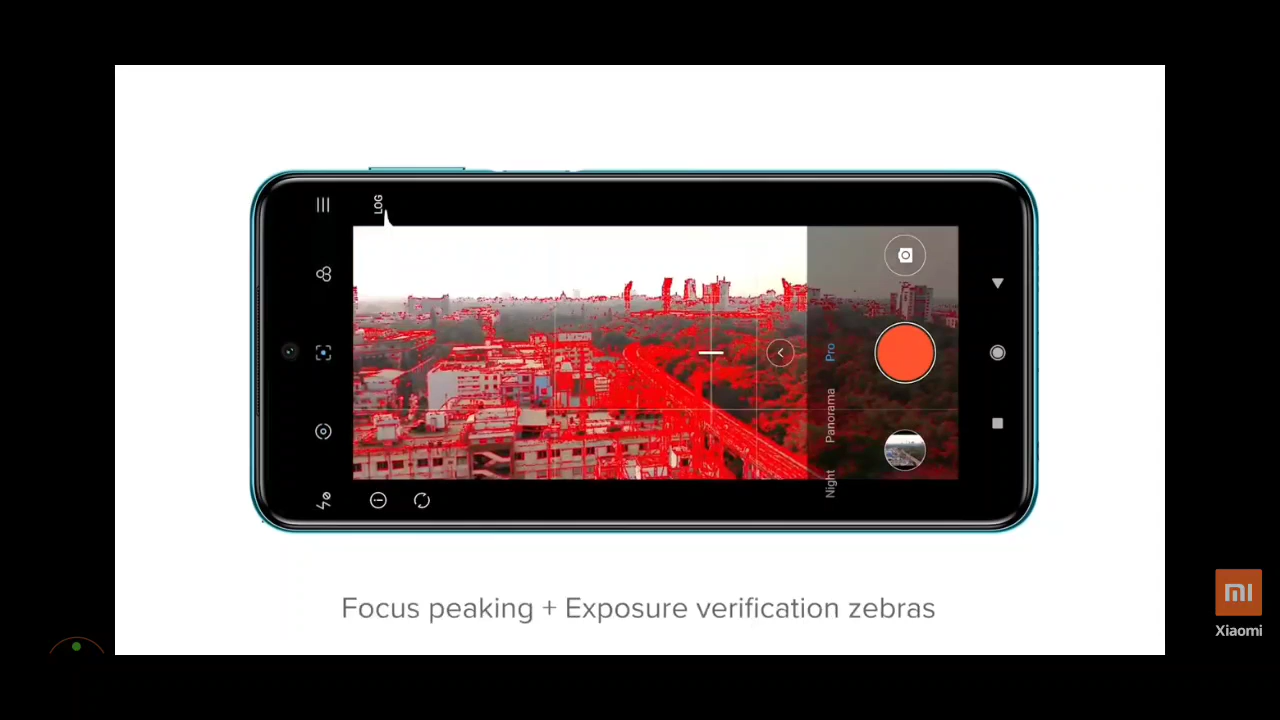 LOG
Pro
Panorama
Night
Focus peaking + Exposure verification zebras
mi
Xiaomi